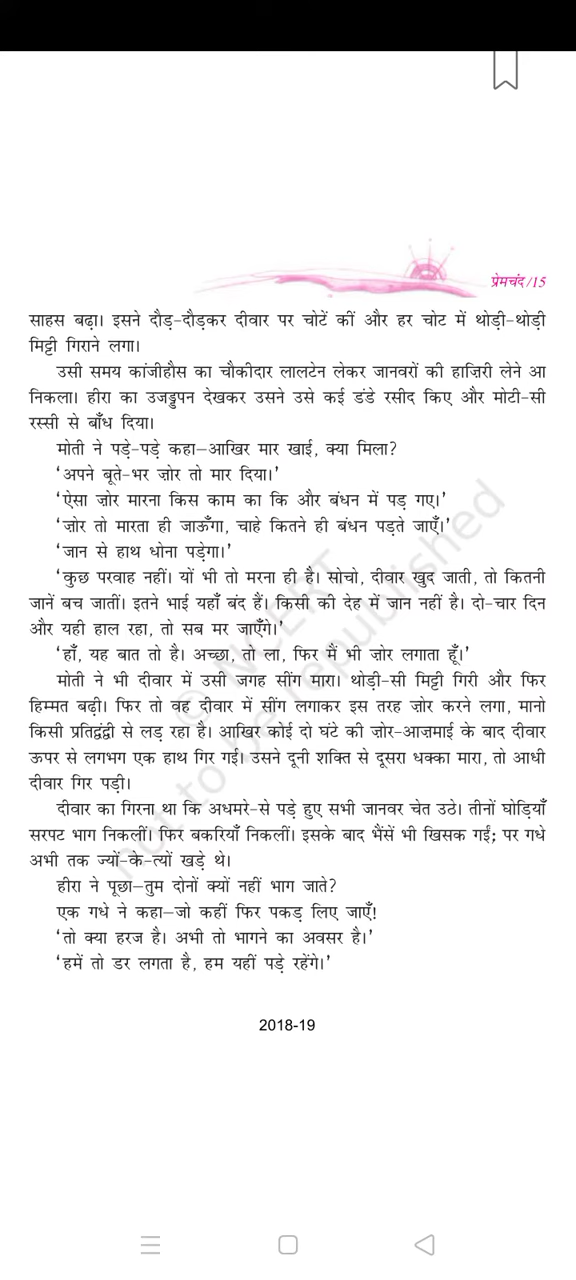 प्रेमचंद/15
साहस बढ़ा। इसने दौड़-दौड़कर दीवार पर चोटें कीं और हर चोट में थोड़ी-थोड़ी
मिट्टी गिराने लगा।
उसी समय कांजीहौस का चौकीदार लालटेन लेकर जानवरों की हाज़िरी लेने आ
निकला। हीरा का उजड्डपन देखकर उसने उसे कई डंडे रसीद किए और मोटी-सी
रस्सी से बाँध दिया।
मोती ने पड़े-पड़े कहा—आखिर मार खाई, क्या मिला?
‘अपने बूते-भर ज़ोर तो मार दिया।’
‘ऐसा ज़ोर मारना किस काम का कि और बंधन में पड़ गए।’
‘ज़ोर तो मारता ही जाऊँगा, चाहे कितने ही बंधन पड़ते जाएँ।’
‘जान से हाथ धोना पड़ेगा।’
‘कुछ परवाह नहीं। यों भी तो मरना ही है। सोचो, दीवार खुद जाती, तो कितनी
जानें बच जातीं। इतने भाई यहाँ बंद हैं। किसी की देह में जान नहीं है। दो-चार दिन
और यही हाल रहा, तो सब मर जाएँगे।’
‘हाँ, यह बात तो है। अच्छा, तो ला, फिर मैं भी ज़ोर लगाता हूँ।’
मोती ने भी दीवार में उसी जगह सींग मारा। थोड़ी-सी मिट्टी गिरी और फिर
हिम्मत बढ़ी। फिर तो वह दीवार में सींग लगाकर इस तरह ज़ोर करने लगा, मानो
किसी प्रतिद्वंद्वी से लड़ रहा है। आखिर कोई दो घंटे की ज़ोर-आज़माई के बाद दीवार
ऊपर से लगभग एक हाथ गिर गई। उसने दूनी शक्ति से दूसरा धक्का मारा, तो आधी
दीवार गिर पड़ी।
दीवार का गिरना था कि अधमरे-से पड़े हुए सभी जानवर चेत उठे। तीनों घोड़ियाँ
सरपट भाग निकलीं। फिर बकरियाँ निकलीं। इसके बाद भैंसें भी खिसक गईं; पर गधे
अभी तक ज्यों-के-त्यों खड़े थे।
हीरा ने पूछा—तुम दोनों क्यों नहीं भाग जाते?
एक गधे ने कहा—जो कहीं फिर पकड़ लिए जाएँ!
‘तो क्या हरज है। अभी तो भागने का अवसर है।’
‘हमें तो डर लगता है, हम यहीं पड़े रहेंगे।’
2018-19
© NCERT
not to be republished